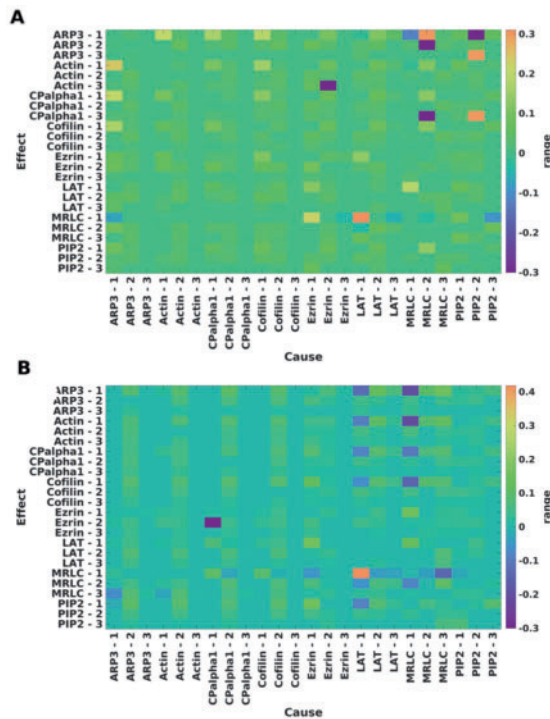 A
ARP3 - 1
ARP3 - 2
ARP3 - 3
Actin - 1
Actin - 2
Actin - 3
CPalpha1 - 1
CPalpha1 - 2
CPalpha1 - 3
Cofilin - 1
Cofilin - 2
Cofilin - 3
Ezrin - 1
Ezrin - 2
Ezrin - 3
LAT - 1
LAT - 2
LAT - 3
MRLC - 1
MRLC - 2
MRLC - 3
PIP2 - 1
PIP2 - 2
PIP2 - 3
Effect
0.3
0.2
0.1
0
-0.1
-0.2
-0.3
range
ARP3 - 1
ARP3 - 2
ARP3 - 3
Actin - 1
Actin - 2
Actin - 3
CPalpha1 - 1
CPalpha1 - 2
CPalpha1 - 3
Cofilin - 1
Cofilin - 2
Cofilin - 3
Ezrin - 1
Ezrin - 2
Ezrin - 3
LAT - 1
LAT - 2
LAT - 3
MRLC - 1
MRLC - 2
MRLC - 3
PIP2 - 1
PIP2 - 2
PIP2 - 3
Cause
B
ARP3 - 1
ARP3 - 2
ARP3 - 3
Actin - 1
Actin - 2
Actin - 3
CPalpha1 - 1
CPalpha1 - 2
CPalpha1 - 3
Cofilin - 1
Cofilin - 2
Cofilin - 3
Ezrin - 1
Ezrin - 2
Ezrin - 3
LAT - 1
LAT - 2
LAT - 3
MRLC - 1
MRLC - 2
MRLC - 3
PIP2 - 1
PIP2 - 2
PIP2 - 3
Effect
0.4
0.3
0.2
0.1
0
-0.1
-0.2
-0.3
range
ARP3 - 1
ARP3 - 2
ARP3 - 3
Actin - 1
Actin - 2
Actin - 3
CPalpha1 - 1
CPalpha1 - 2
CPalpha1 - 3
Cofilin - 1
Cofilin - 2
Cofilin - 3
Ezrin - 1
Ezrin - 2
Ezrin - 3
LAT - 1
LAT - 2
LAT - 3
MRLC - 1
MRLC - 2
MRLC - 3
PIP2 - 1
PIP2 - 2
PIP2 - 3
Cause